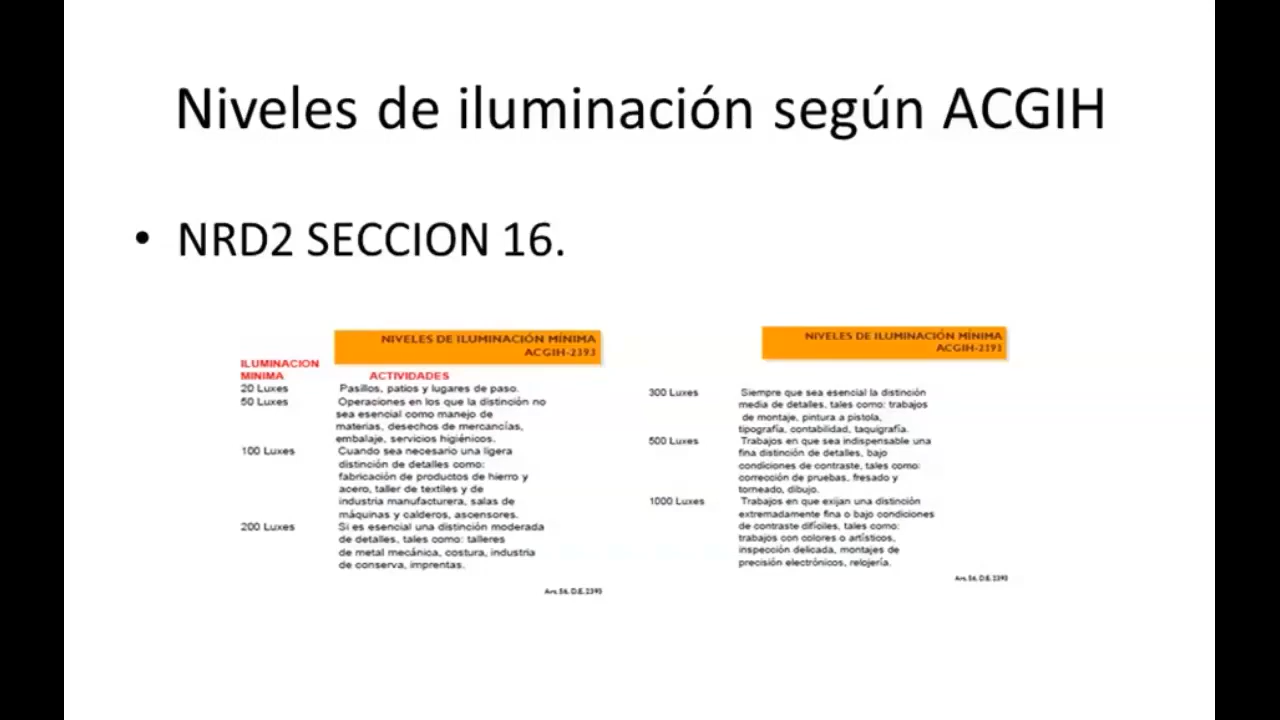 Niveles de iluminación según ACGIH
• NRD2 SECCION 16.
NIVELES DE ILUMINACIÓN MÍNIMA
ACGIH-2393
ILUMINACION
MINIMA ACTIVIDADES
20 Luxes Pasillos, patios y lugares de paso.
50 Luxes Operaciones en los que la distinción no
sea esencial como manejo de
materias, desechos de mercancías,
embalaje, servicios higiénicos.
100 Luxes Cuando sea necesario una ligera
distinción de detalles como:
fabricación de productos de hierro y
acero, taller de textiles y de
industria manufacturera, salas de
máquinas y calderos, ascensores.
200 Luxes Si es esencial una distinción moderada
de detalles, tales como: talleres
de metal mecánica, costura, industria
de conserva, imprentas.
Art. 56. D.E. 2393
NIVELES DE ILUMINACIÓN MÍNIMA
ACGIH-2393
300 Luxes Siempre que sea esencial la distinción
media de detalles, tales como: trabajos
de montaje, pintura a pistola,
tipografía, contabilidad, taquigrafía.
500 Luxes Trabajos en que sea indispensable una
fina distinción de detalles, bajo
condiciones de contraste, tales como:
corrección de pruebas, fresado y
torneado, dibujo.
1000 Luxes Trabajos en que exijan una distinción
extremadamente fina o bajo condiciones
de contraste difíciles, tales como:
trabajos con colores o artísticos,
inspección delicada, montajes de
precisión electrónicos, relojería.
Art. 56. D.E. 2393